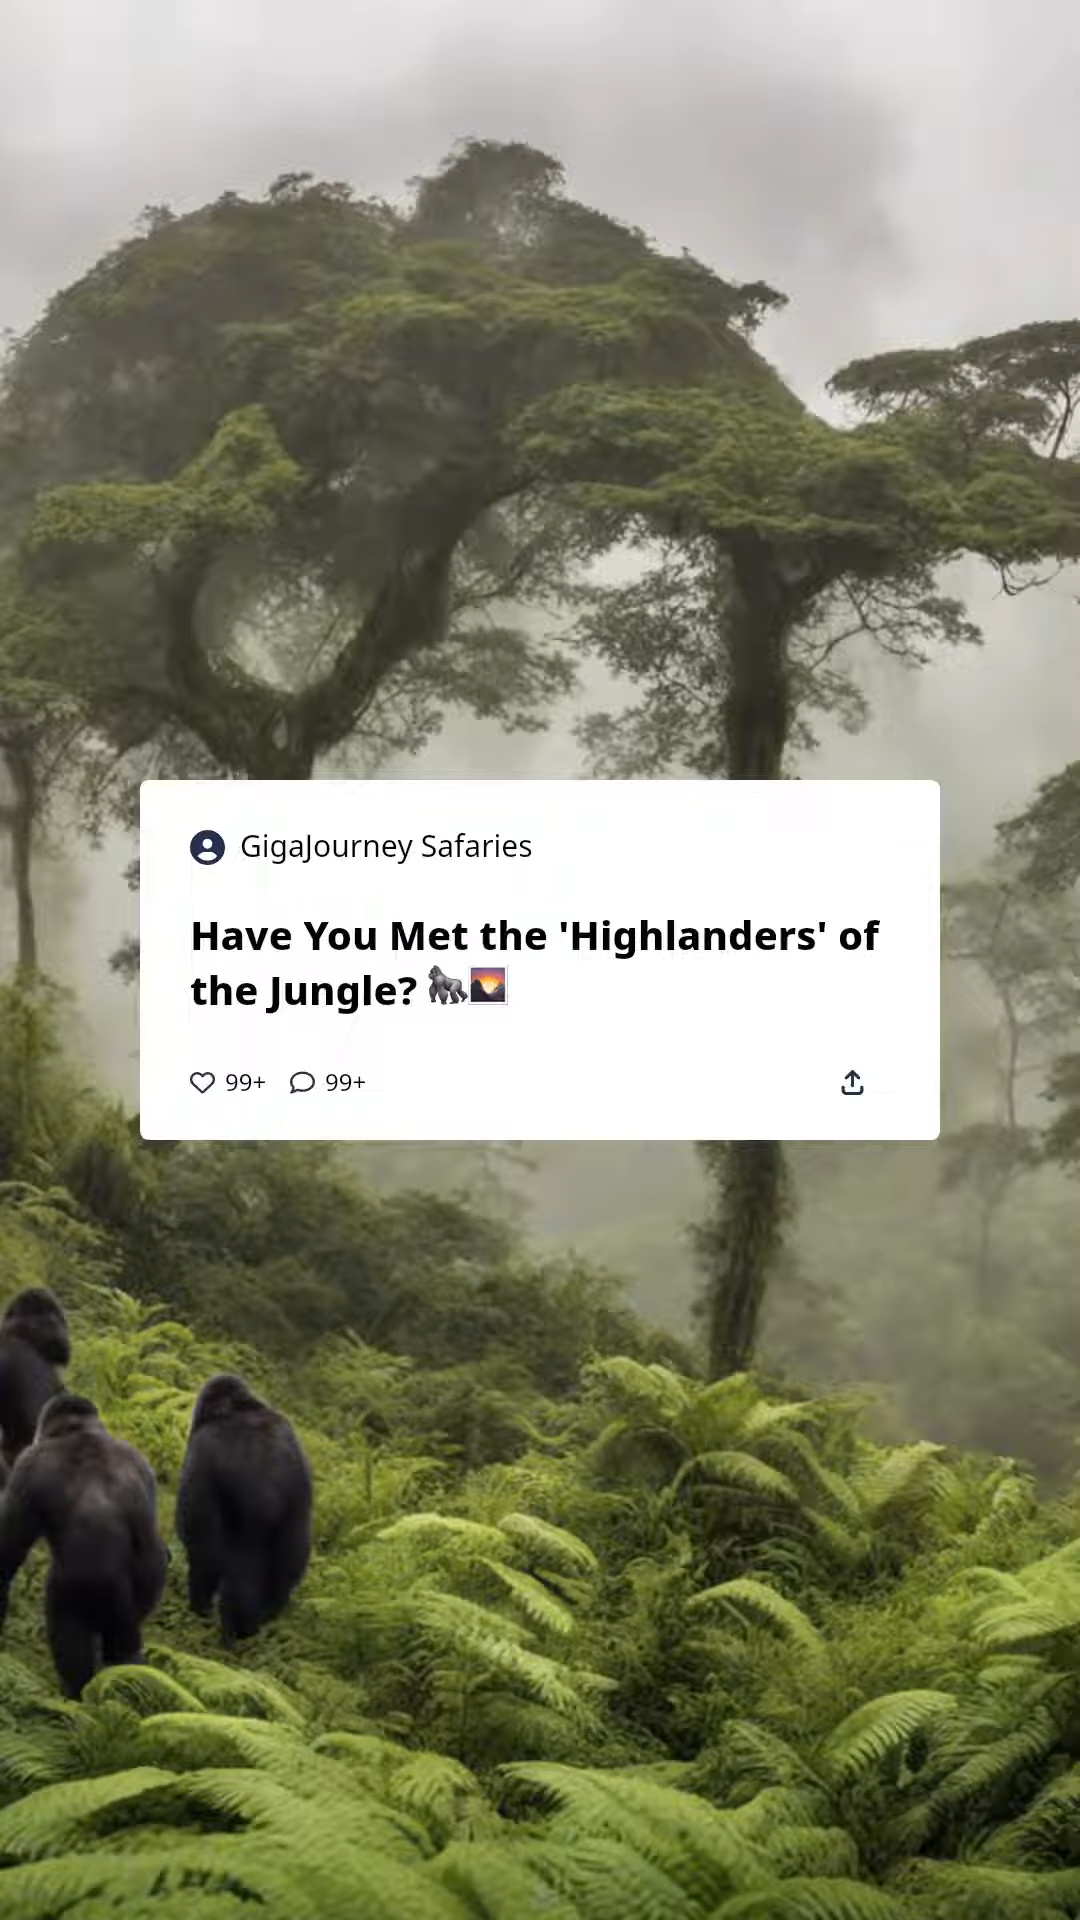 GigaJourney Safaries
Have You Met the 'Highlanders' of
the Jungle? 🦍🌄
99+ 99+